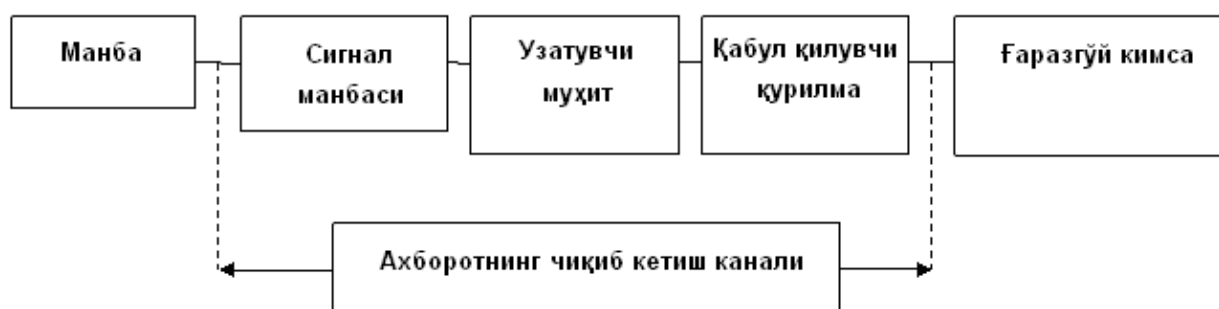 Манба
Сигнал
манбаси
Узатувчи
муҳит
Қабул қилувчи
қурилма
Ғаразгўй кимса
Ахборотнинг чиқиб кетиш канали